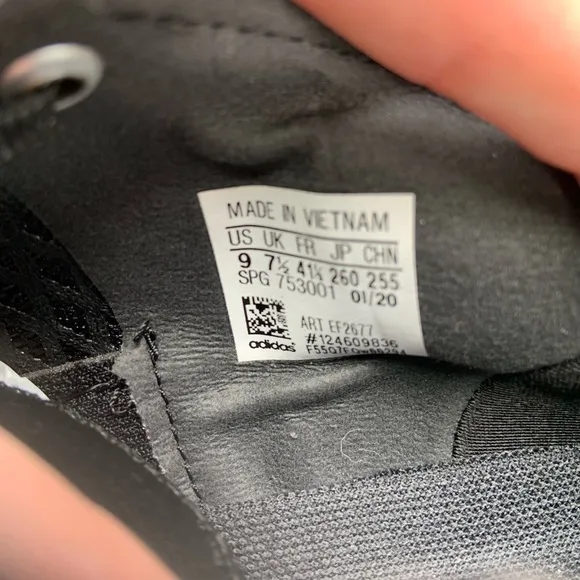 MADE IN VIETNAM
US UK FR JP CHN
9 7½ 41⅓ 260 255
SPG 753001 01/20
ART EF2677
#124609836
adidas